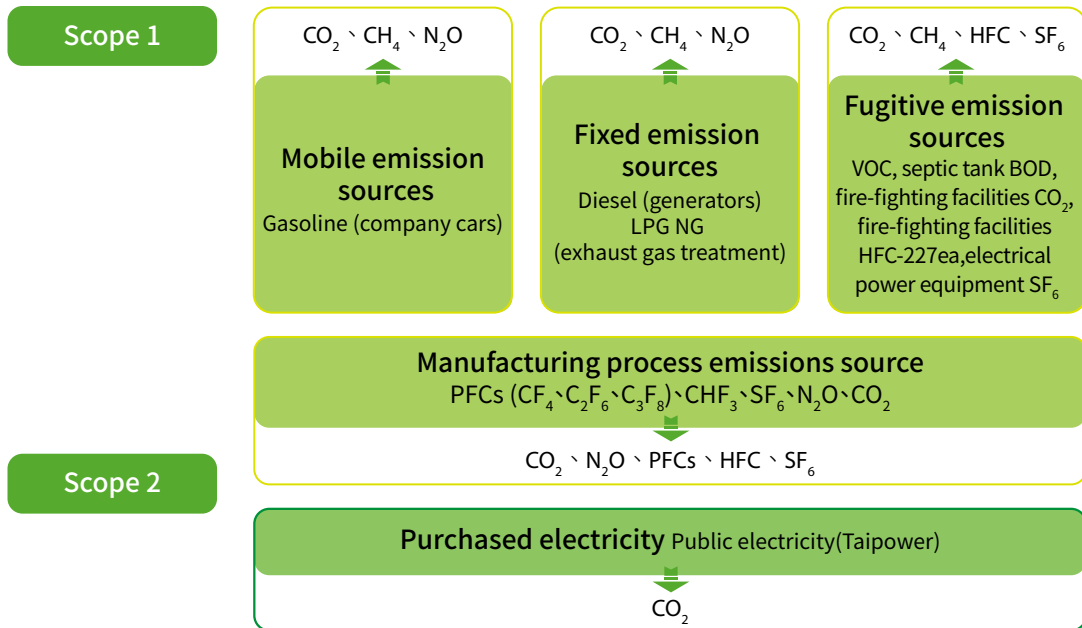 Scope 1
CO₂、CH₄、N₂O
Mobile emission
sources
Gasoline (company cars)
CO₂、CH₄、N₂O
Fixed emission
sources
Diesel (generators)
LPG NG
(exhaust gas treatment)
CO₂、CH₄、HFC、SF₆
Fugitive emission
sources
VOC, septic tank BOD,
fire-fighting facilities CO₂,
fire-fighting facilities
HFC-227ea,electrical
power equipment SF₆
Manufacturing process emissions source
PFCs (CF₄、C₂F₆、C₃F₈)、CHF₃、SF₆、N₂O、CO₂
CO₂、N₂O、PFCs、HFC、SF₆
Scope 2
Purchased electricity Public electricity(Taipower)
CO₂